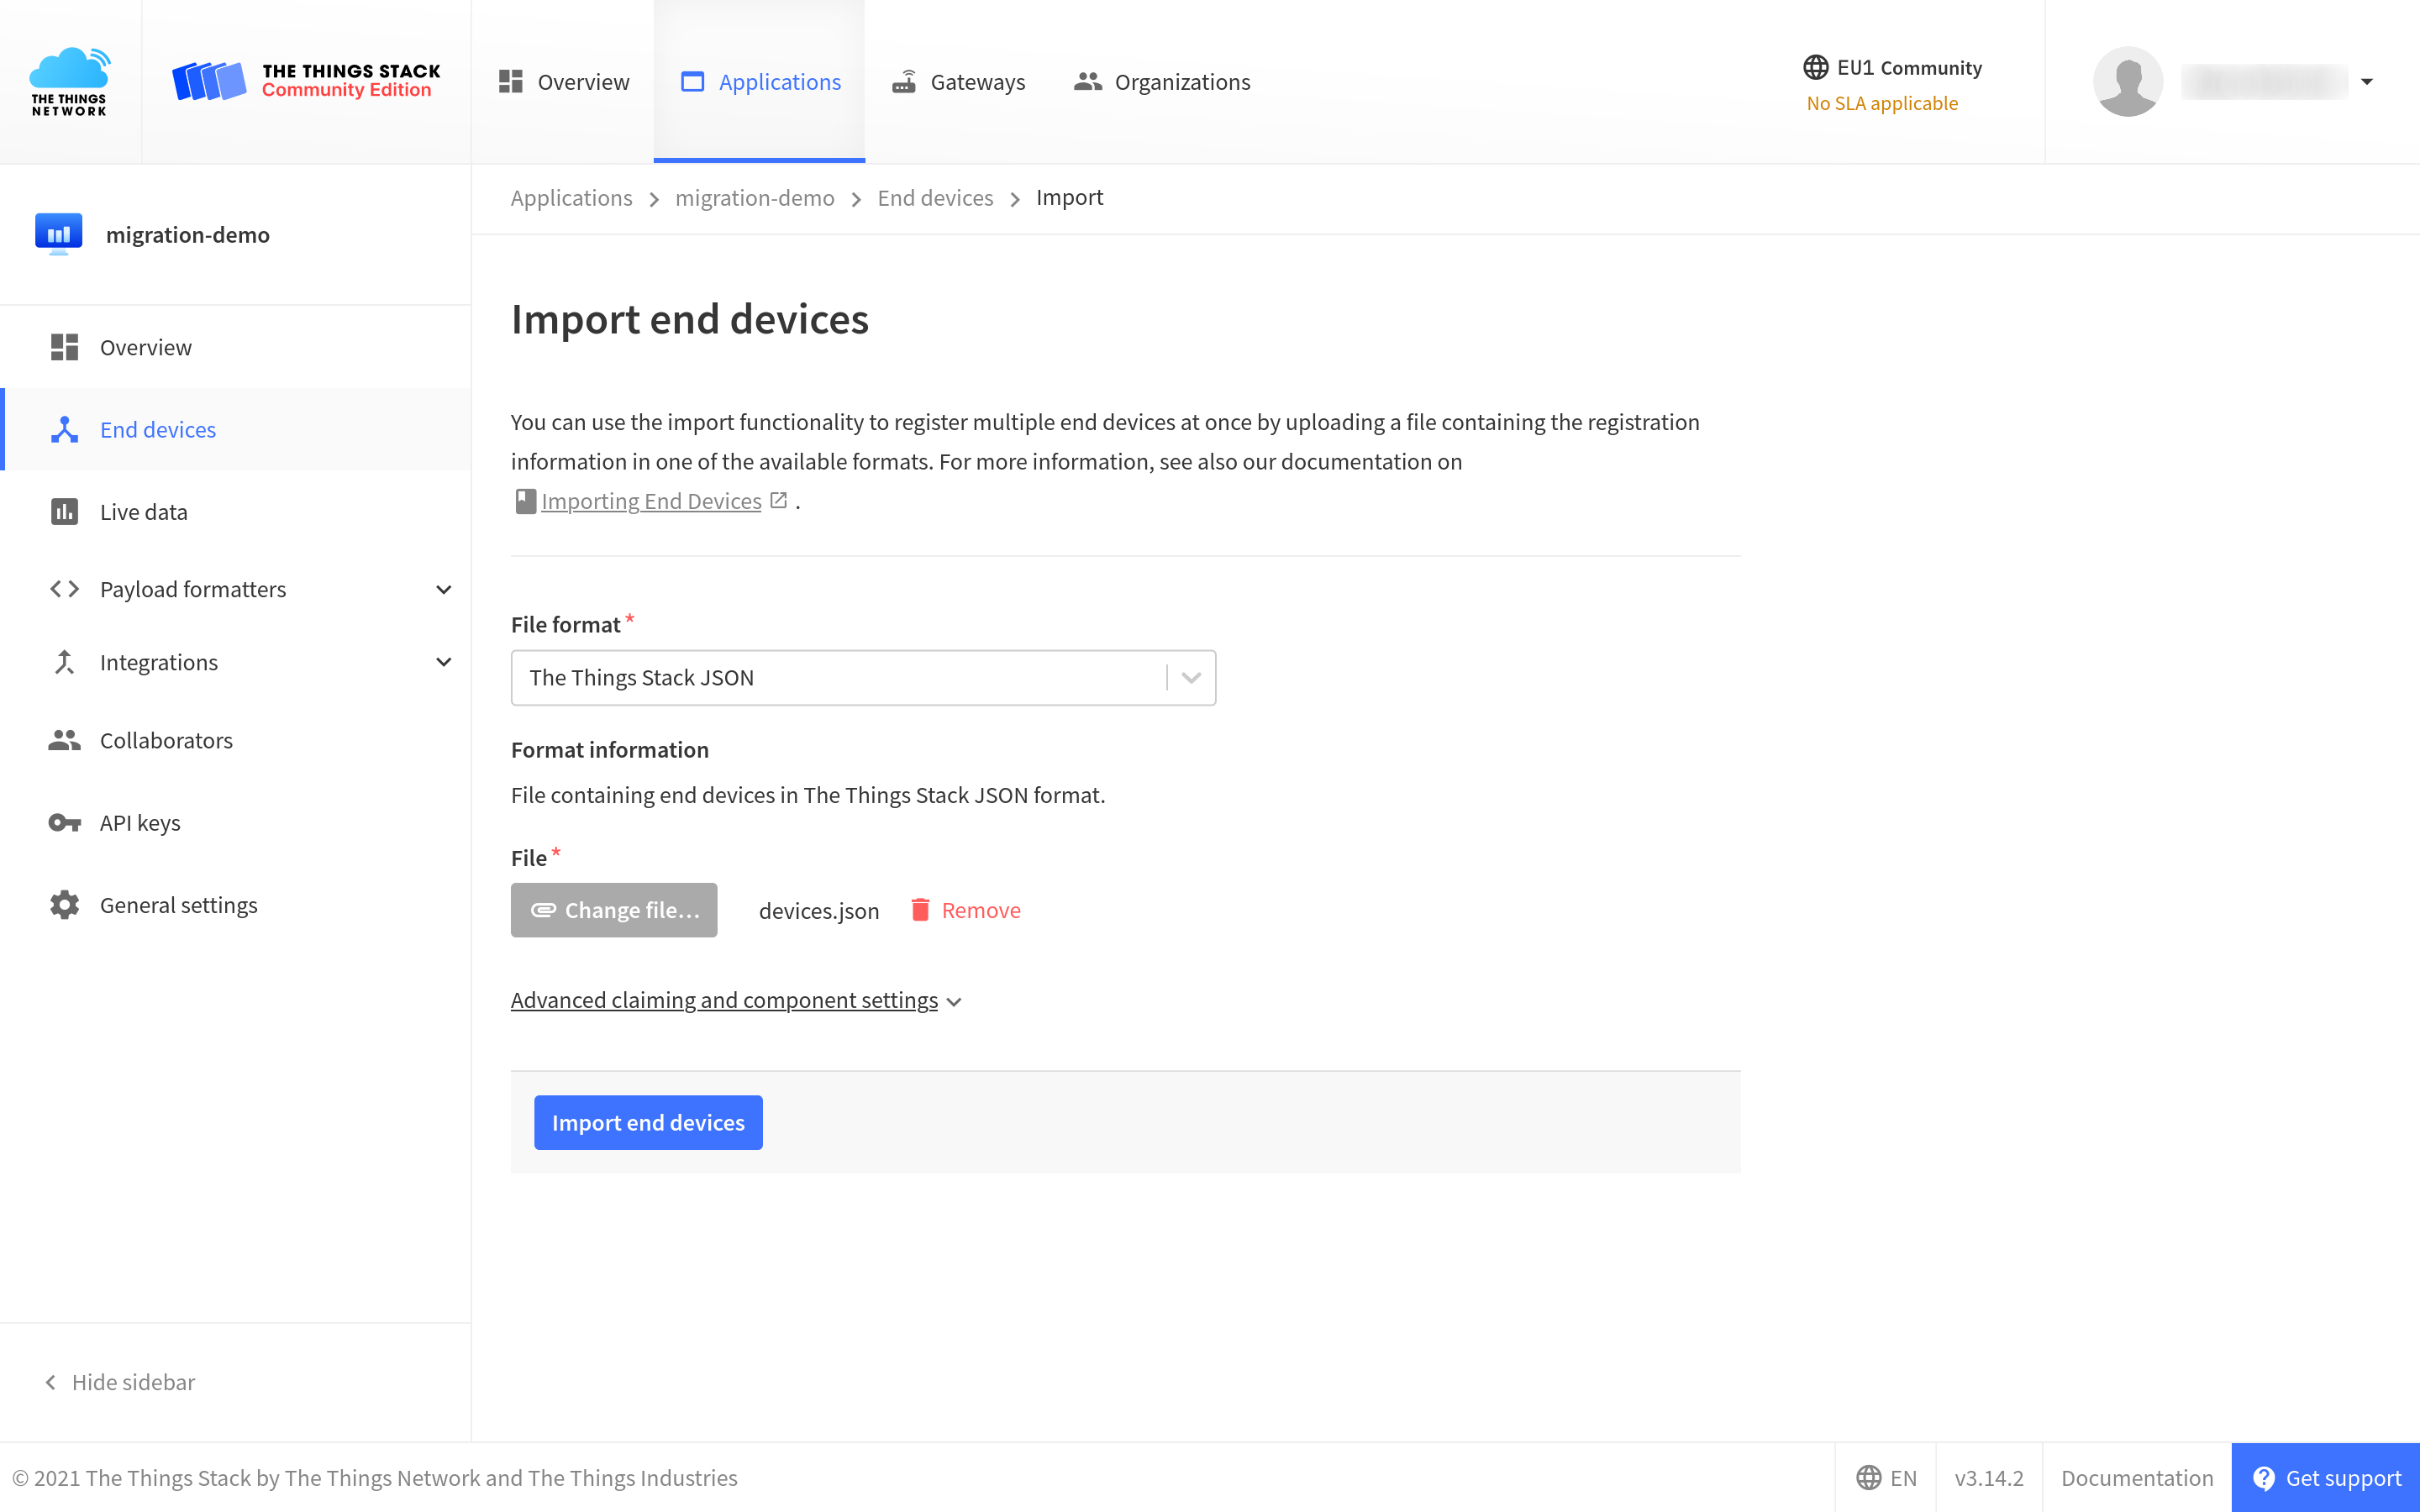 THE THINGS
NETWORK
THE THINGS STACK
Community Edition
Overview
Applications
Gateways
Organizations
EU1 Community
No SLA applicable
migration-demo
Applications
migration-demo
End devices
Import
Overview
End devices
Live data
Payload formatters
Integrations
Collaborators
API keys
General settings
Hide sidebar
Import end devices
You can use the import functionality to register multiple end devices at once by uploading a file containing the registration
information in one of the available formats. For more information, see also our documentation on
Importing End Devices .
File format *
The Things Stack JSON
Format information
File containing end devices in The Things Stack JSON format.
File *
Change file... devices.json Remove
Advanced claiming and component settings
Import end devices
© 2021 The Things Stack by The Things Network and The Things Industries
EN
v3.14.2
Documentation
Get support